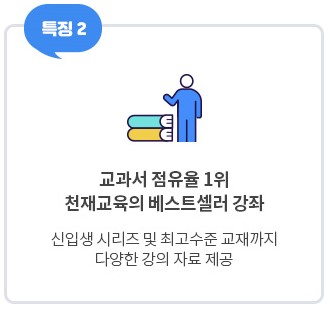 특징 2
교과서 점유율 1위
천재교육의 베스트셀러 강좌
신입생 시리즈 및 최고수준 교재까지
다양한 강의 자료 제공